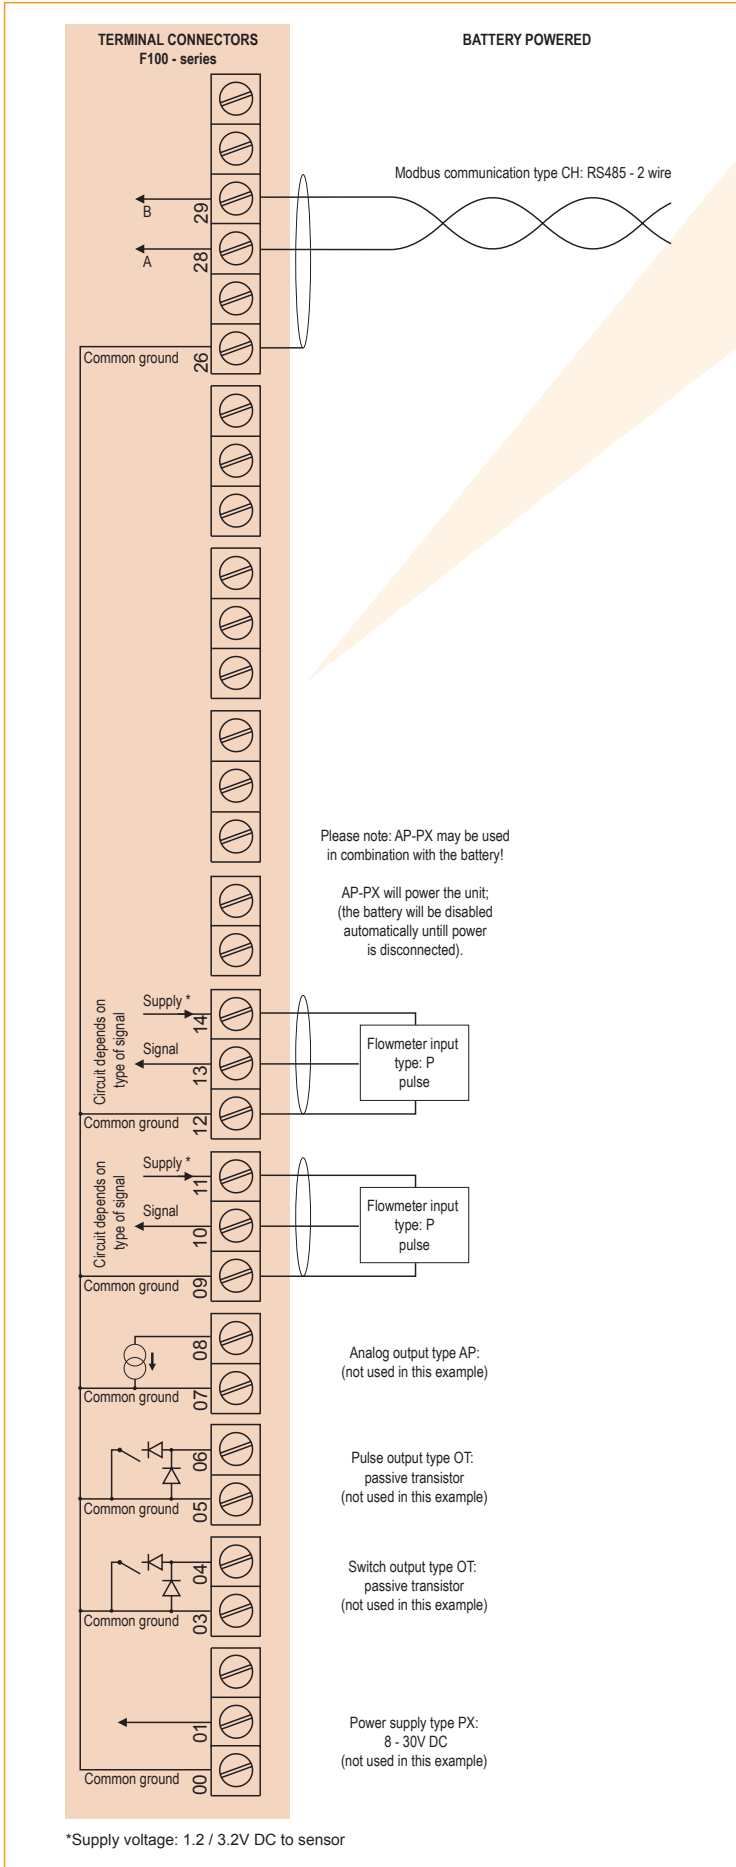 TERMINAL CONNECTORS
F100 - series
BATTERY POWERED
Modbus communication type CH: RS485 - 2 wire
B
29
A
28
Common ground
26
Please note: AP-PX may be used
in combination with the battery!
AP-PX will power the unit;
(the battery will be disabled
automatically untill power
is disconnected).
Circuit depends on
type of signal
Supply *
14
Signal
13
Common ground
12
Flowmeter input
type: P
pulse
Circuit depends on
type of signal
Supply *
11
Signal
10
Common ground
09
Flowmeter input
type: P
pulse
08
Common ground
07
Analog output type AP:
(not used in this example)
06
Common ground
05
Pulse output type OT:
passive transistor
(not used in this example)
04
Common ground
03
Switch output type OT:
passive transistor
(not used in this example)
01
Common ground
00
Power supply type PX:
8 - 30V DC
(not used in this example)
*Supply voltage: 1.2 / 3.2V DC to sensor